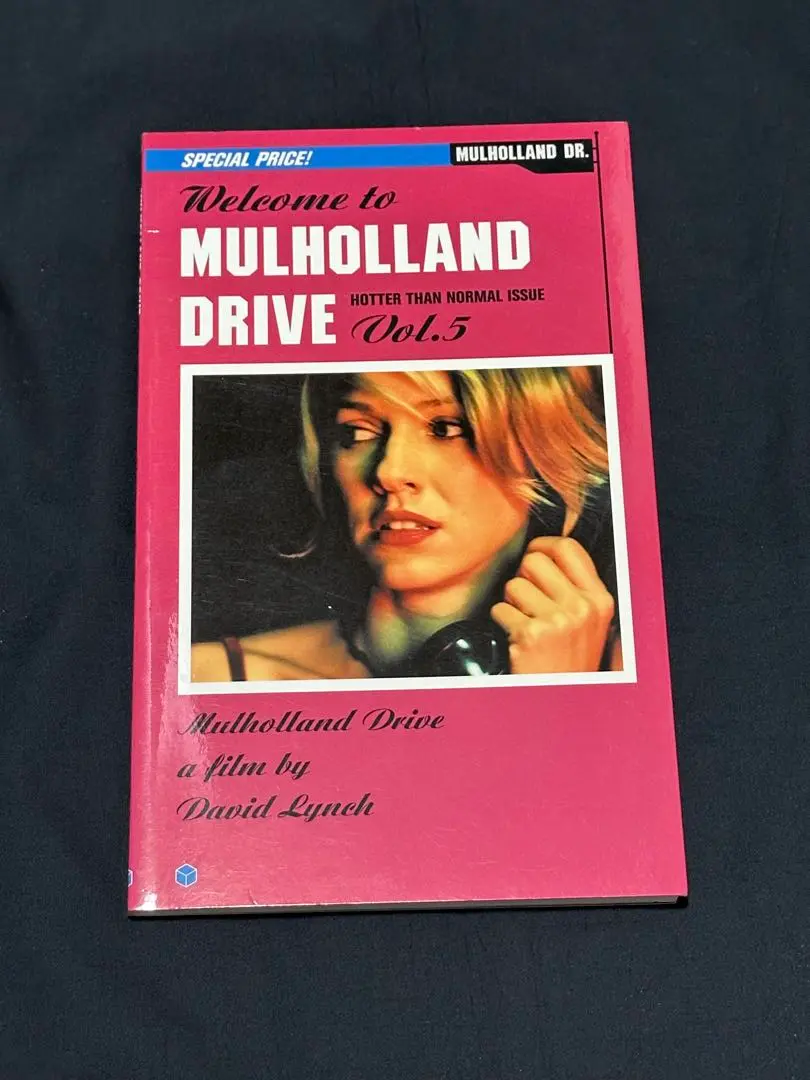 SPECIAL PRICE!
MULHOLLAND DR.
Welcome to
MULHOLLAND
DRIVE
HOTTER THAN NORMAL ISSUE
Vol.5
Mulholland Drive
a film by
David Lynch